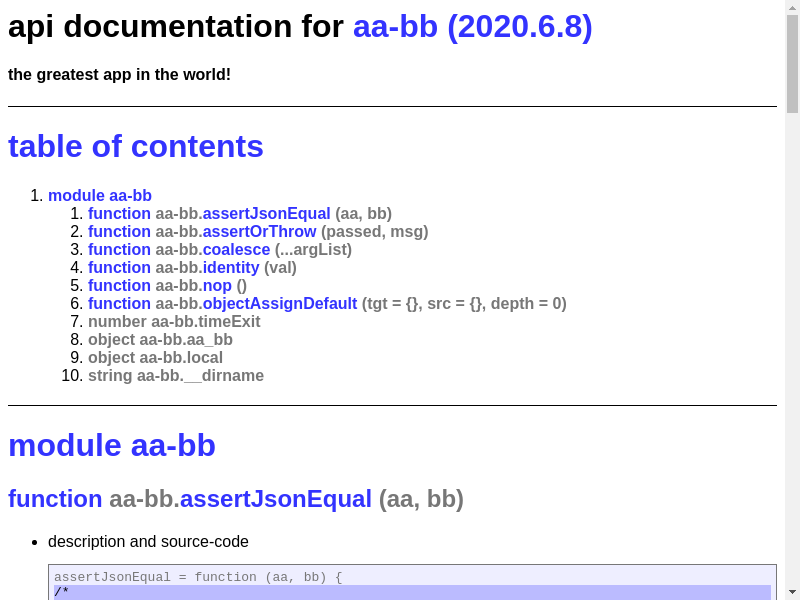 api documentation for aa-bb (2020.6.8)
the greatest app in the world!
table of contents
1. module aa-bb
1. function aa-bb.assertJsonEqual (aa, bb)
2. function aa-bb.assertOrThrow (passed, msg)
3. function aa-bb.coalesce (...argList)
4. function aa-bb.identity (val)
5. function aa-bb.nop ()
6. function aa-bb.objectAssignDefault (tgt = {}, src = {}, depth = 0)
7. number aa-bb.timeExit
8. object aa-bb.aa_bb
9. object aa-bb.local
10. string aa-bb.__dirname
module aa-bb
function aa-bb.assertJsonEqual (aa, bb)
• description and source-code
assertJsonEqual = function (aa, bb) {
/*